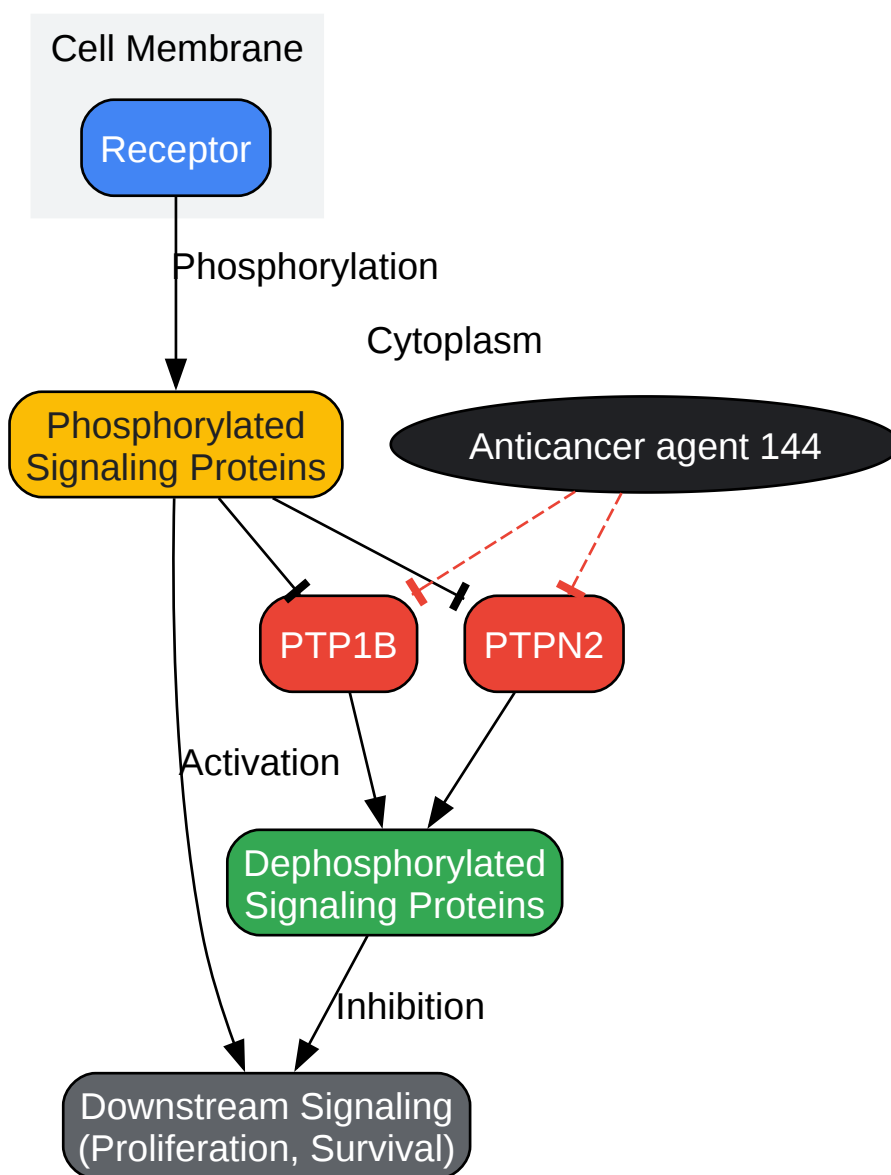 Cell Membrane
Receptor
Phosphorylation
Cytoplasm
Phosphorylated
Signaling Proteins
Anticancer agent 144
PTP1B
PTPN2
Activation
Dephosphorylated
Signaling Proteins
Inhibition
Downstream Signaling
(Proliferation, Survival)